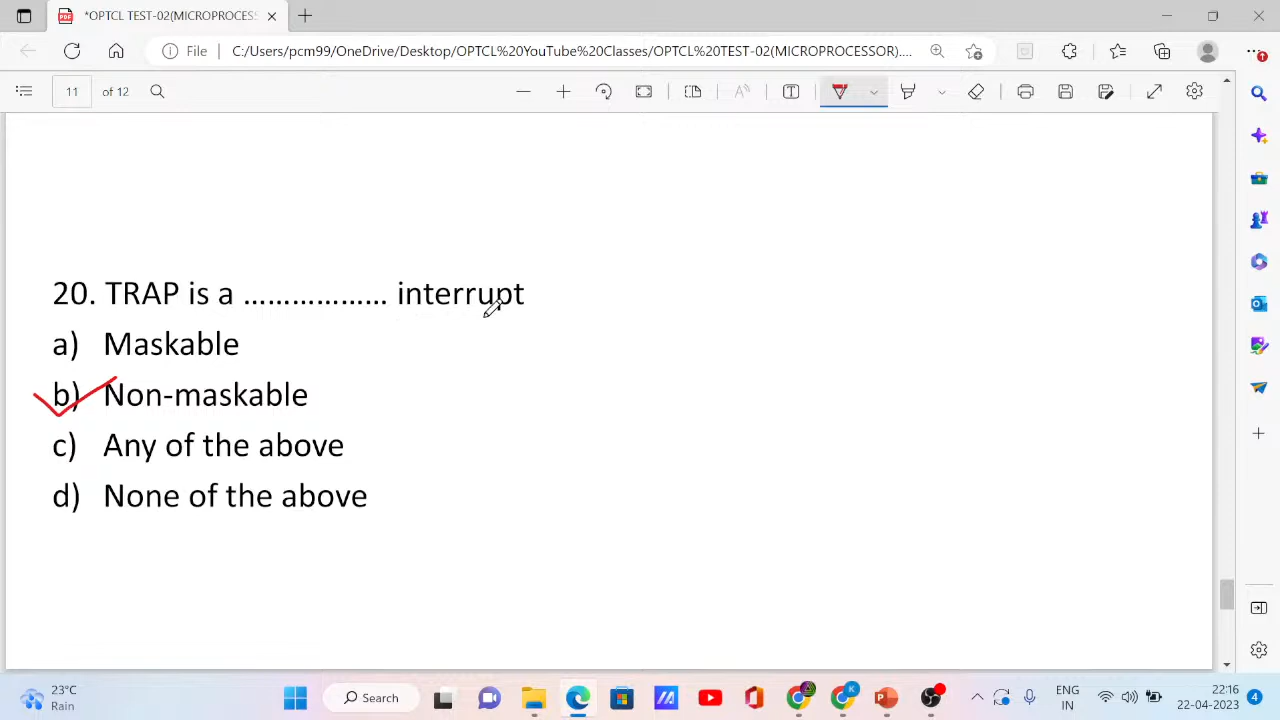 *OPTCL TEST-02(MICROPROCESS
File
C:/Users/pcm99/OneDrive/Desktop/OPTCL%20YouTube%20Classes/OPTCL%20TEST-02(MICROPROCESSOR)....
11 of 12
20. TRAP is a .................. interrupt
a) Maskable
b) Non-maskable
c) Any of the above
d) None of the above
23°C
Rain
Search
ENG
IN
22:16
22-04-2023
4